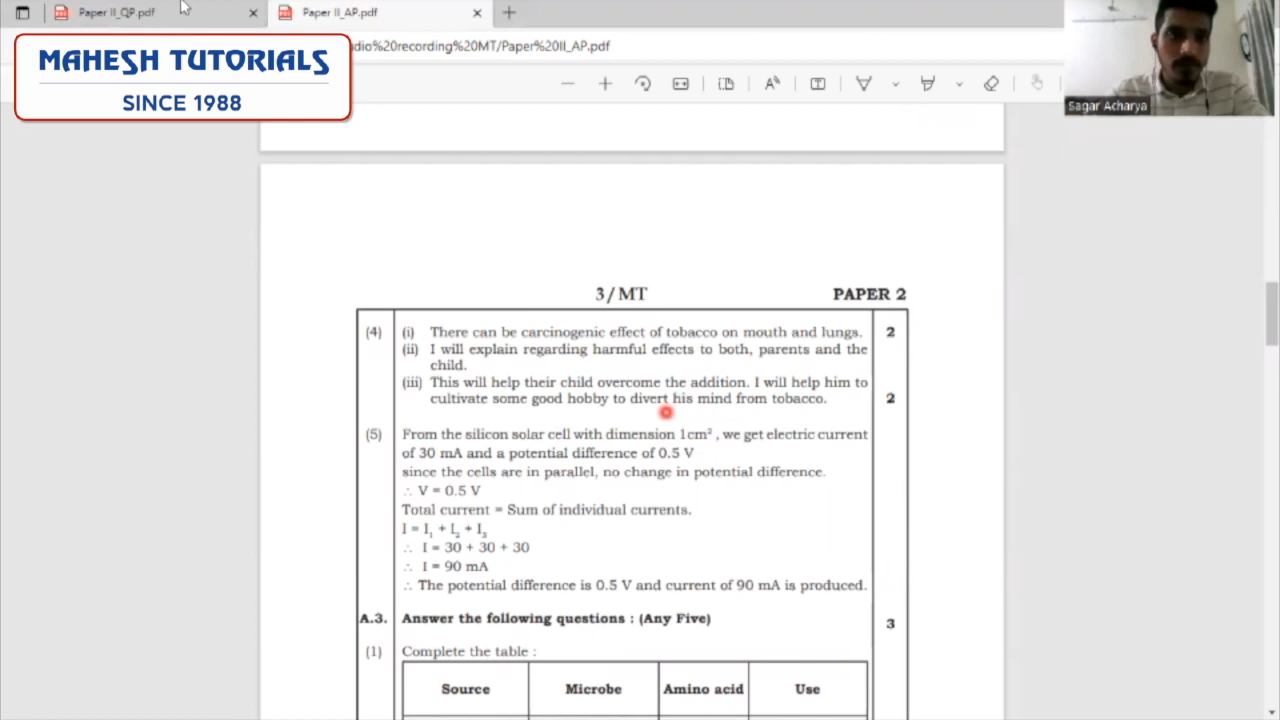 Paper II_QP.pdf
Paper II_AP.pdf
MAHESH TUTORIALS
SINCE 1988
dio%20recording%20MT/Paper%20II_AP.pdf
Sagar Acharya
3/MT PAPER 2
(4) (i) There can be carcinogenic effect of tobacco on mouth and lungs. 2
(ii) I will explain regarding harmful effects to both, parents and the
child.
(iii) This will help their child overcome the addition. I will help him to
cultivate some good hobby to divert his mind from tobacco. 2
(5) From the silicon solar cell with dimension 1cm², we get electric current
of 30 mA and a potential difference of 0.5 V
since the cells are in parallel, no change in potential difference.
∴ V = 0.5 V
Total current = Sum of individual currents.
I = I₁ + I₂ + I₃
∴ I = 30 + 30 + 30
∴ I = 90 mA
∴ The potential difference is 0.5 V and current of 90 mA is produced.
A.3. Answer the following questions : (Any Five) 3
(1) Complete the table :
Source Microbe Amino acid Use